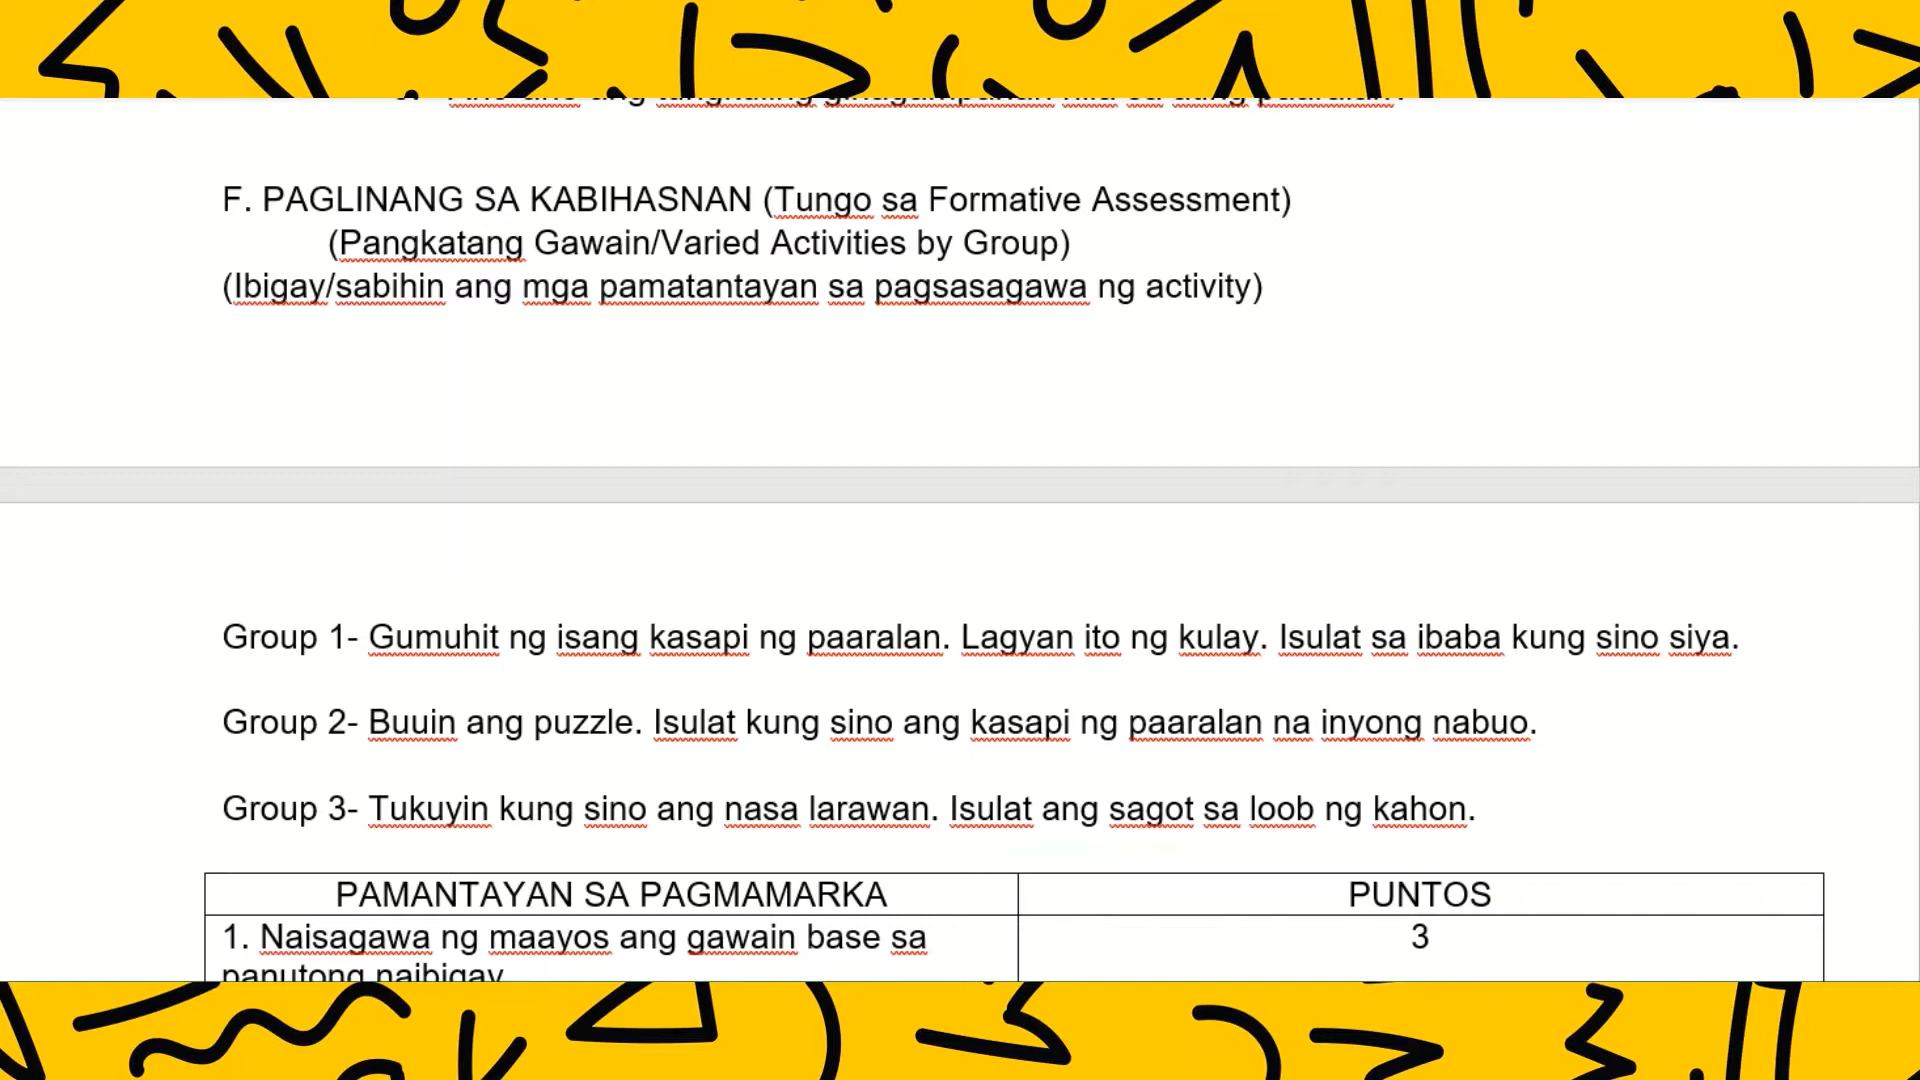 F. PAGLINANG SA KABIHASNAN (Tungo sa Formative Assessment)
(Pangkatang Gawain/Varied Activities by Group)
(Ibigay/sabihin ang mga pamatantayan sa pagsasagawa ng activity)
Group 1- Gumuhit ng isang kasapi ng paaralan. Lagyan ito ng kulay. Isulat sa ibaba kung sino siya.
Group 2- Buuin ang puzzle. Isulat kung sino ang kasapi ng paaralan na inyong nabuo.
Group 3- Tukuyin kung sino ang nasa larawan. Isulat ang sagot sa loob ng kahon.
PAMANTAYAN SA PAGMAMARKA PUNTOS
1. Naisagawa ng maayos ang gawain base sa 3
panutong naibigay